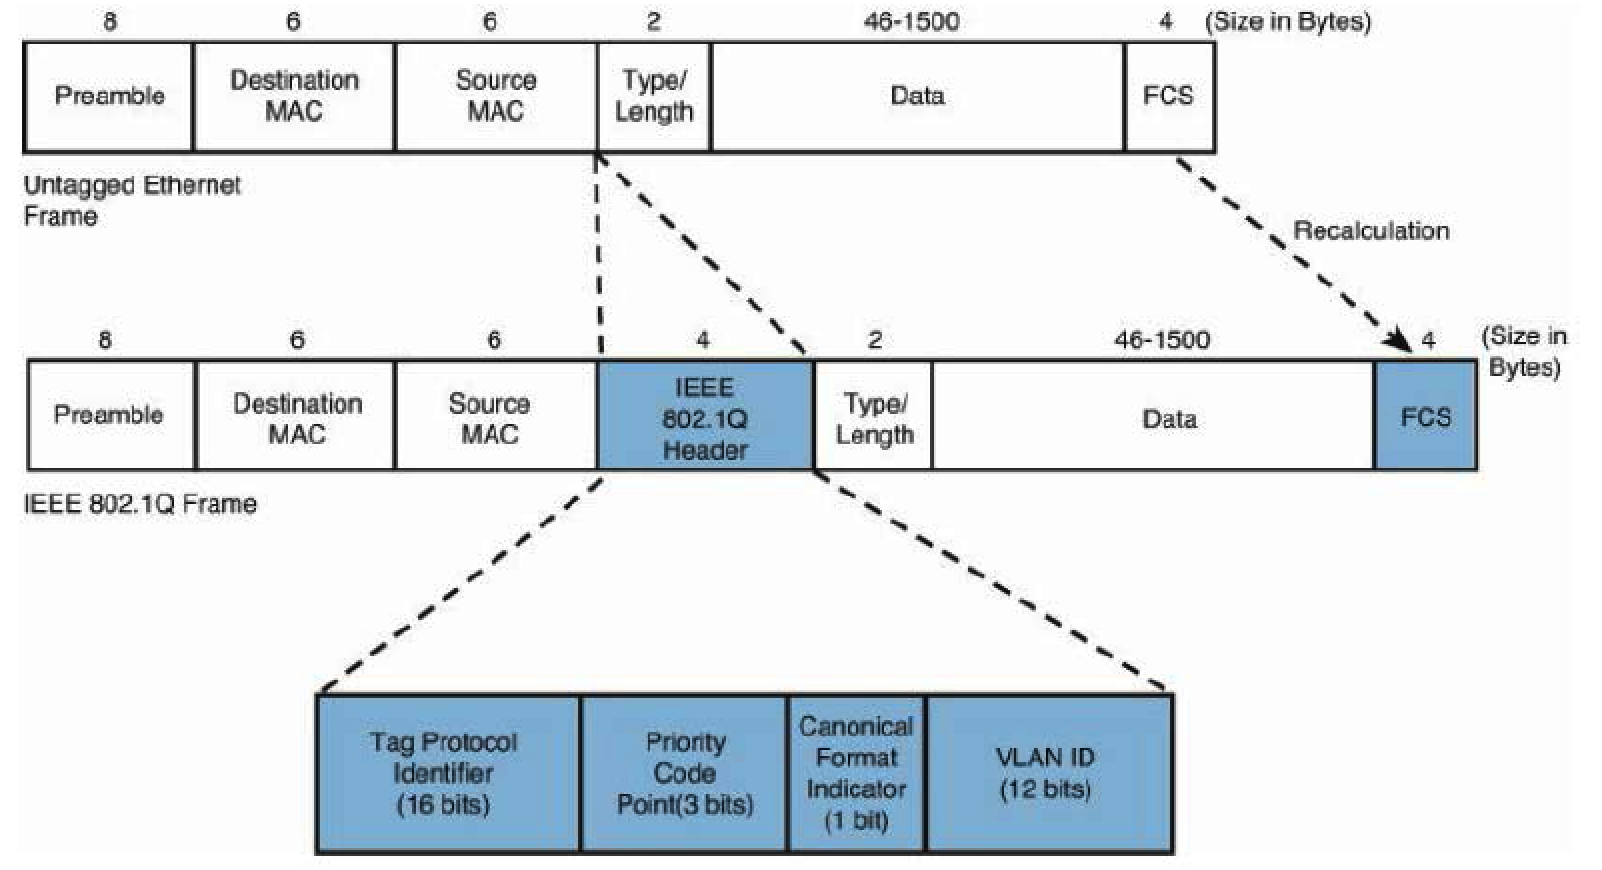 8 6 6 2 46-1500 4 (Size in Bytes)
Preamble
Destination
MAC
Source
MAC
Type/
Length
Data
FCS
Untagged Ethernet
Frame
Recalculation
8 6 6 4 2 46-1500 4 (Size in
Bytes)
Preamble
Destination
MAC
Source
MAC
IEEE
802.1Q
Header
Type/
Length
Data
FCS
IEEE 802.1Q Frame
Tag Protocol
Identifier
(16 bits)
Priority
Code
Point(3 bits)
Canonical
Format
Indicator
(1 bit)
VLAN ID
(12 bits)